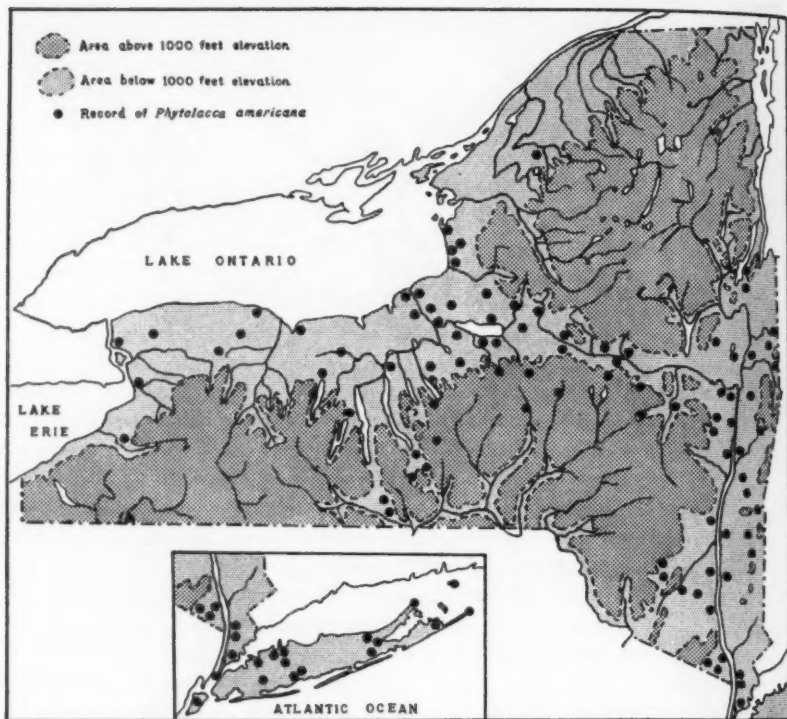 Area above 1000 feet elevation
Area below 1000 feet elevation
Record of Phytolacca americana
LAKE ONTARIO
LAKE
ERIE
ATLANTIC OCEAN